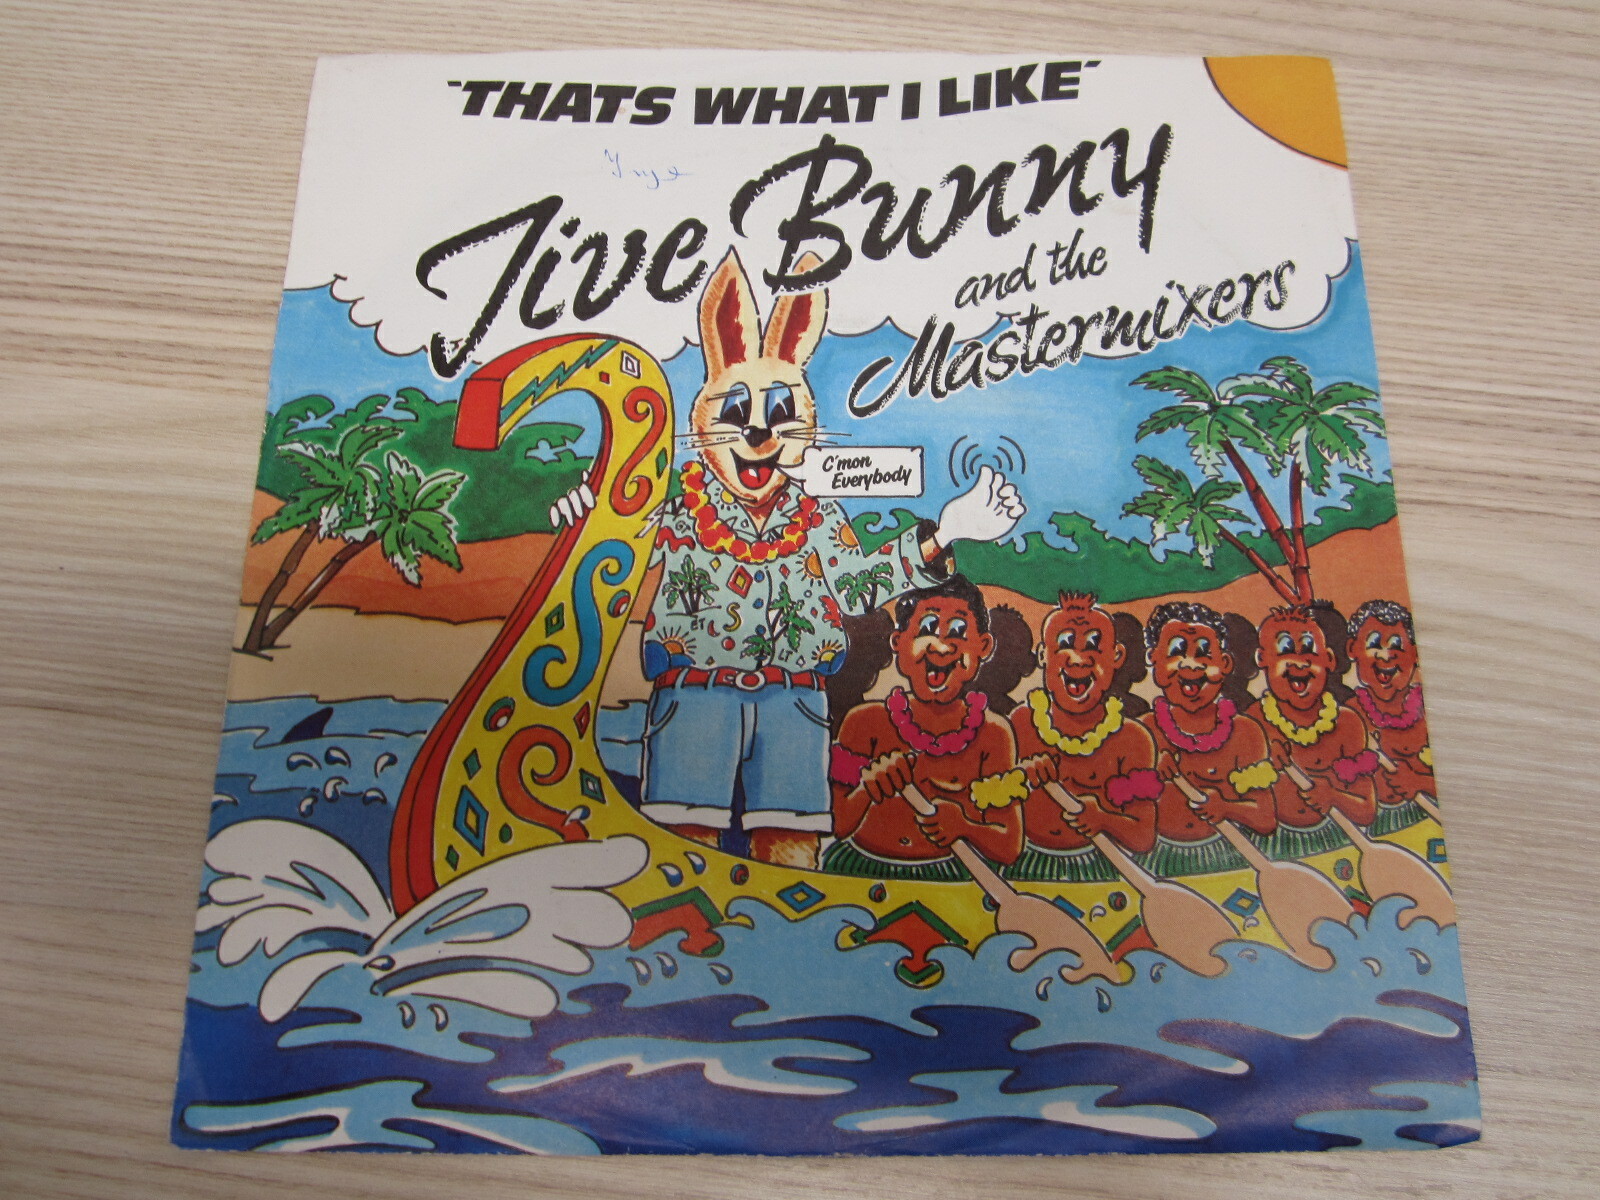 "THATS WHAT I LIKE"
Jive Bunny
and the
Mastermixers
C'mon
Everybody